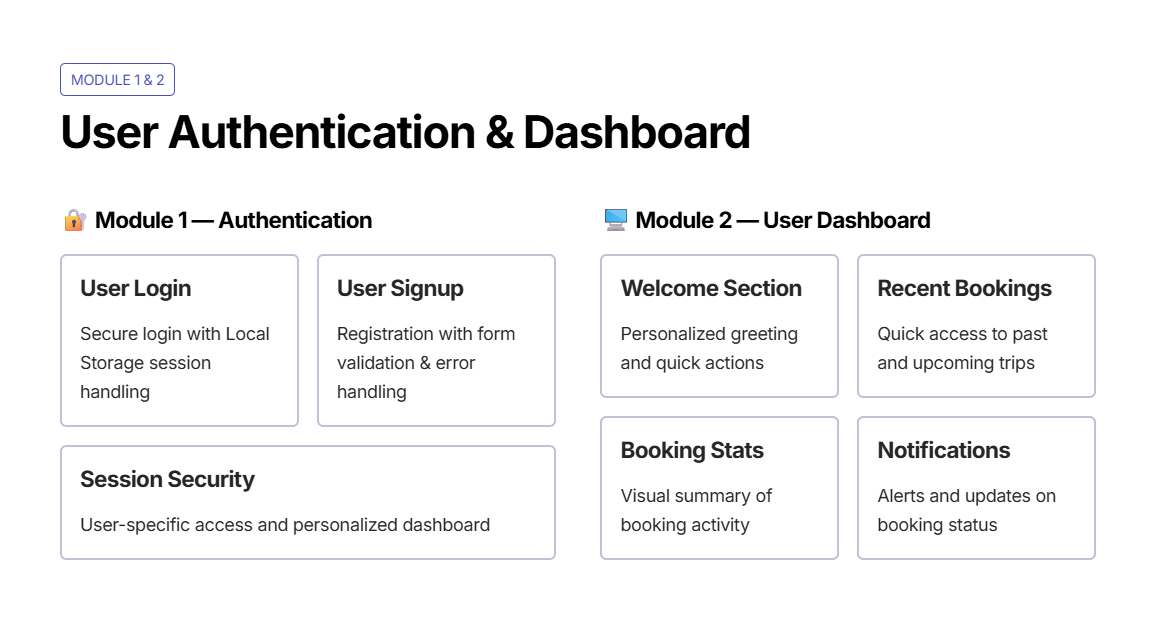 MODULE 1 & 2
User Authentication & Dashboard
Module 1 — Authentication
User Login
Secure login with Local
Storage session
handling
User Signup
Registration with form
validation & error
handling
Session Security
User-specific access and personalized dashboard
Module 2 — User Dashboard
Welcome Section
Personalized greeting
and quick actions
Recent Bookings
Quick access to past
and upcoming trips
Booking Stats
Visual summary of
booking activity
Notifications
Alerts and updates on
booking status